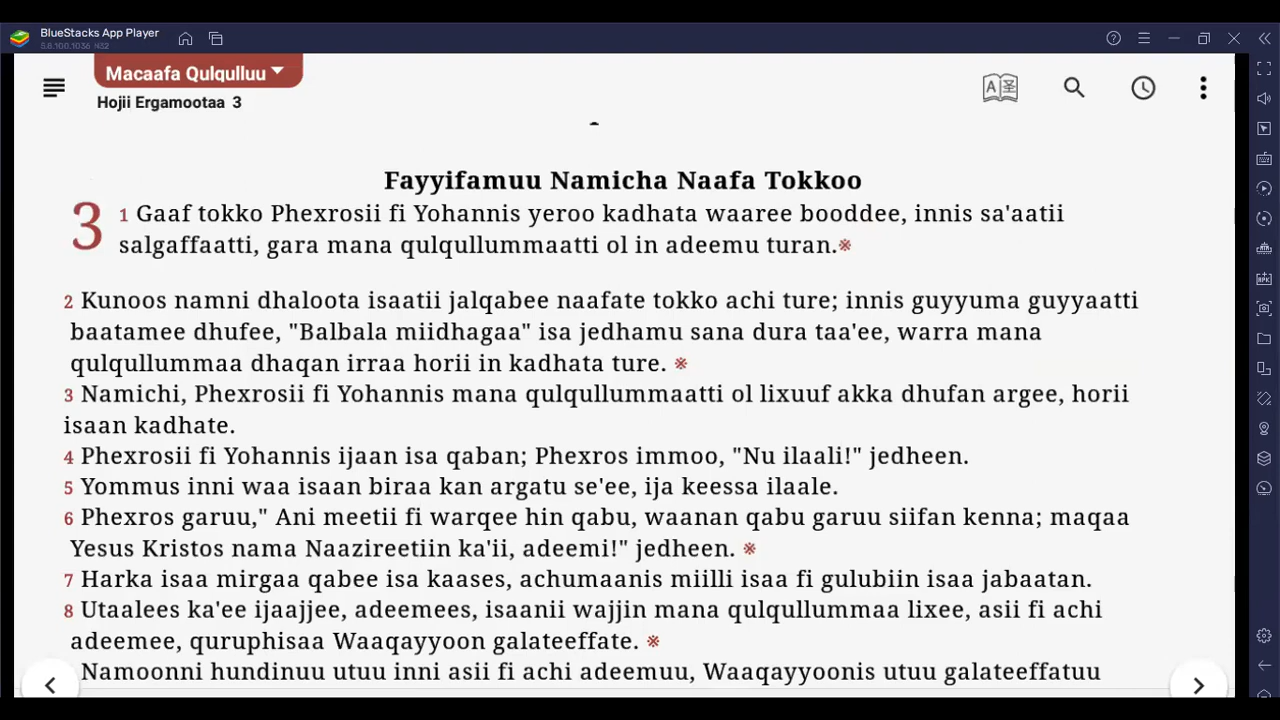 BlueStacks App Player
5.8.100.1036 N32
Macaafa Qulqulluu
Hojii Ergamootaa 3
Fayyifamuu Namicha Naafa Tokkoo
3 1 Gaaf tokko Phexrosii fi Yohannis yeroo kadhata waaree booddee, innis sa'aatii
salgaffaatti, gara mana qulqullummaatti ol in adeemu turan.※
2 Kunoos namni dhaloota isaatii jalqabee naafate tokko achi ture; innis guyyuma guyyaatti
baatamee dhufee, "Balbala miidhagaa" isa jedhamu sana dura taa'ee, warra mana
qulqullummaa dhaqan irraa horii in kadhata ture. ※
3 Namichi, Phexrosii fi Yohannis mana qulqullummaatti ol lixuuf akka dhufan argee, horii
isaan kadhate.
4 Phexrosii fi Yohannis ijaan isa qaban; Phexros immoo, "Nu ilaali!" jedheen.
5 Yommus inni waa isaan biraa kan argatu se'ee, ija keessa ilaale.
6 Phexros garuu," Ani meetii fi warqee hin qabu, waanan qabu garuu siifan kenna; maqaa
Yesus Kristos nama Naazireetiin ka'ii, adeemi!" jedheen. ※
7 Harka isaa mirgaa qabee isa kaases, achumaanis miilli isaa fi gulubiin isaa jabaatan.
8 Utaalees ka'ee ijaajjee, adeemees, isaanii wajjin mana qulqullummaa lixee, asii fi achi
adeemee, quruphisaa Waaqayyoon galateeffate. ※
Namoonni hundinuu utuu inni asii fi achi adeemuu, Waaqayyoonis utuu galateeffatuu